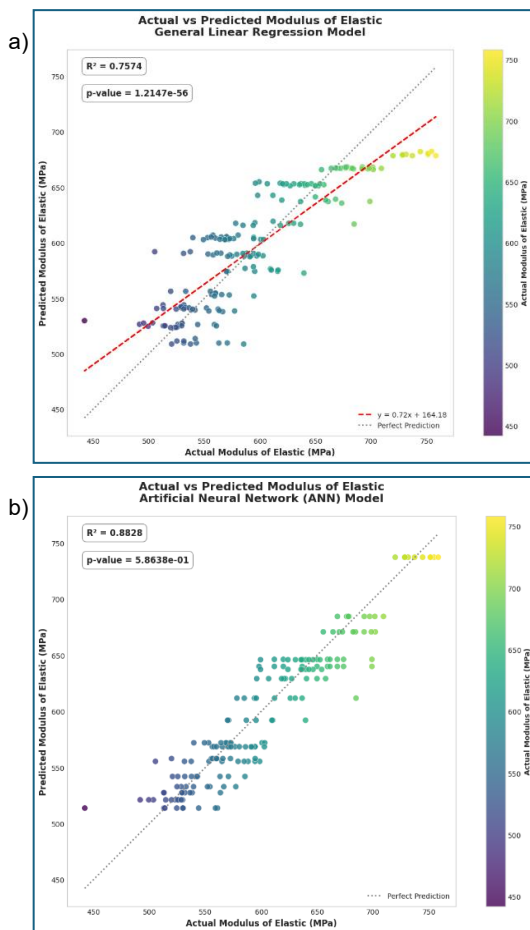 a)
Actual vs Predicted Modulus of Elastic
General Linear Regression Model
R² = 0.7574
p-value = 1.2147e-56
750
700
650
600
550
500
450
Predicted Modulus of Elastic (MPa)
450 500 550 600 650 700 750
Actual Modulus of Elastic (MPa)
y = 0.72x + 164.18
Perfect Prediction
750
700
650
600
550
500
450
Actual Modulus of Elastic (MPa)
b)
Actual vs Predicted Modulus of Elastic
Artificial Neural Network (ANN) Model
R² = 0.8828
p-value = 5.8638e-01
750
700
650
600
550
500
450
Predicted Modulus of Elastic (MPa)
450 500 550 600 650 700 750
Actual Modulus of Elastic (MPa)
Perfect Prediction
750
700
650
600
550
500
450
Actual Modulus of Elastic (MPa)